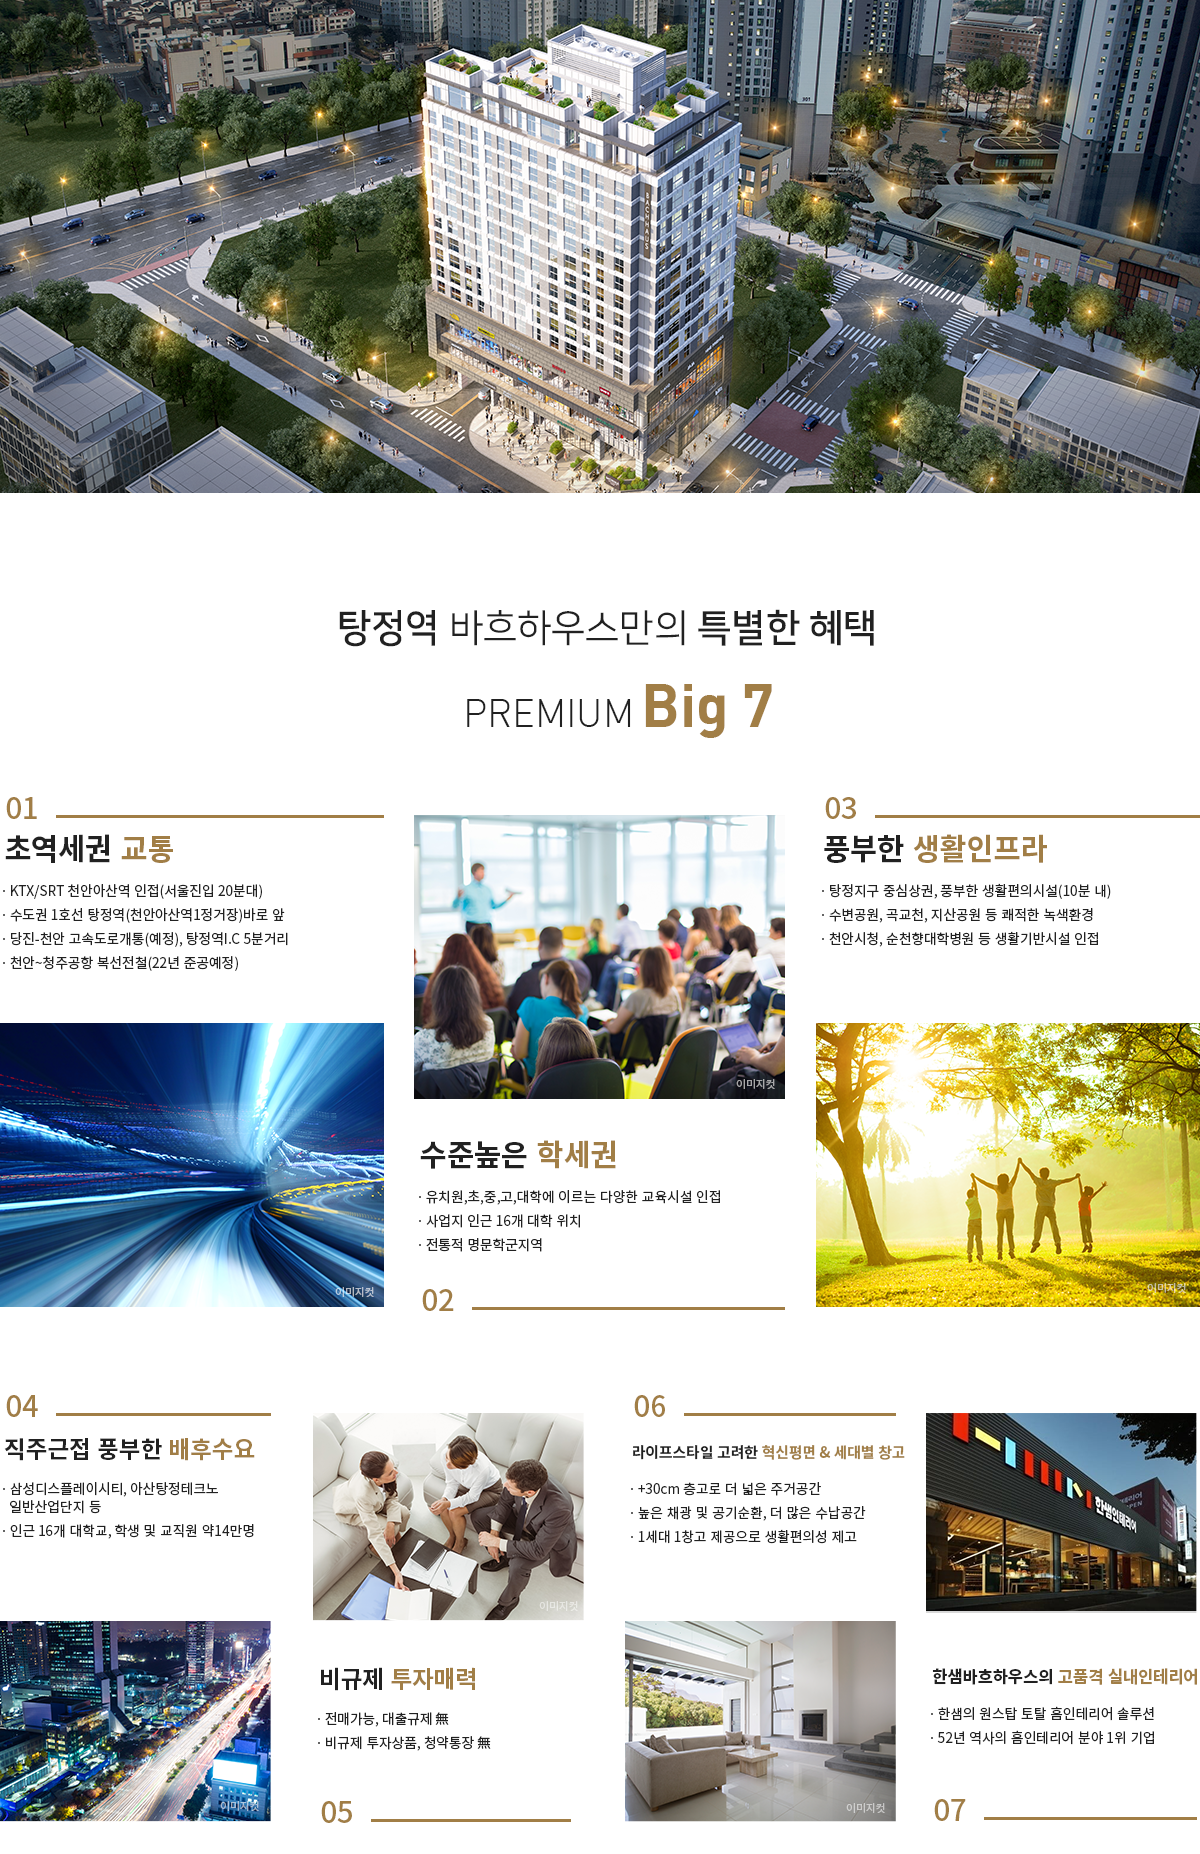 BACHHAUS
탕정역 바흐하우스만의 특별한 혜택
PREMIUM Big 7
01
초역세권 교통
· KTX/SRT 천안아산역 인접(서울진입 20분대)
· 수도권 1호선 탕정역(천안아산역1정거장)바로 앞
· 당진-천안 고속도로개통(예정), 탕정역I.C 5분거리
· 천안~청주공항 복선전철(22년 준공예정)
이미지컷
이미지컷
수준높은 학세권
· 유치원,초,중,고,대학에 이르는 다양한 교육시설 인접
· 사업지 인근 16개 대학 위치
· 전통적 명문학군지역
02
03
풍부한 생활인프라
· 탕정지구 중심상권, 풍부한 생활편의시설(10분 내)
· 수변공원, 곡교천, 지산공원 등 쾌적한 녹색환경
· 천안시청, 순천향대학병원 등 생활기반시설 인접
이미지컷
04
직주근접 풍부한 배후수요
· 삼성디스플레이시티, 아산탕정테크노
일반산업단지 등
· 인근 16개 대학교, 학생 및 교직원 약14만명
이미지컷
이미지컷
비규제 투자매력
· 전매가능, 대출규제 無
· 비규제 투자상품, 청약통장 無
05
06
라이프스타일 고려한 혁신평면 & 세대별 창고
· +30cm 층고로 더 넓은 주거공간
· 높은 채광 및 공기순환, 더 많은 수납공간
· 1세대 1창고 제공으로 생활편의성 제고
이미지컷
한샘인테리어
한샘바흐하우스의 고품격 실내인테리어
· 한샘의 원스탑 토탈 홈인테리어 솔루션
· 52년 역사의 홈인테리어 분야 1위 기업
07